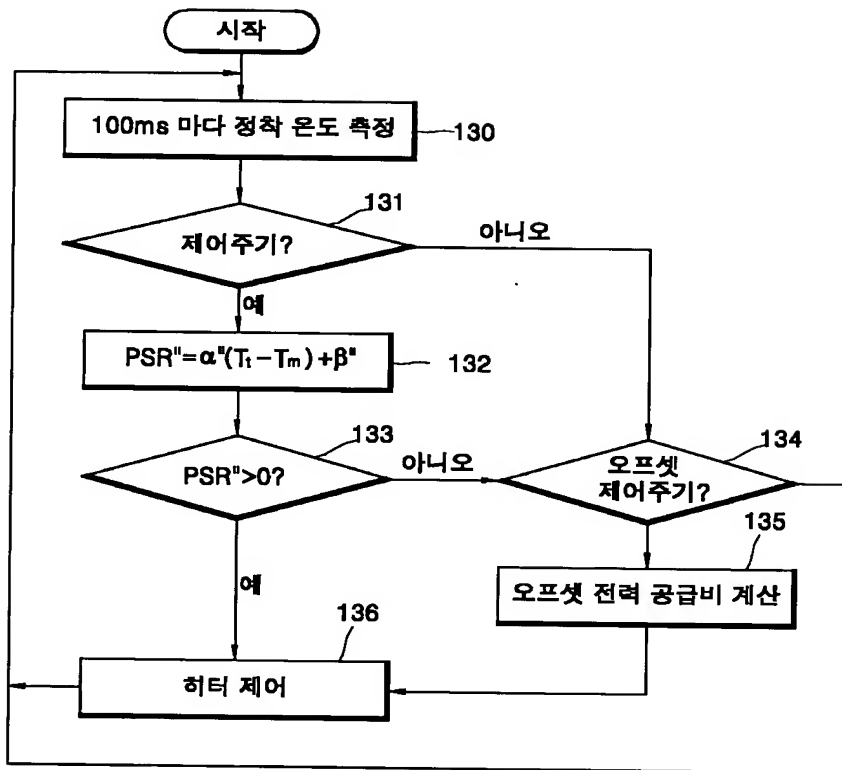 시작
100ms 마다 정착 온도 측정
130
131
제어주기?
아니오
예
PSR"=α"(Tt-Tm)+β"
132
133
PSR">0?
아니오
134
오프셋
제어주기?
135
예
오프셋 전력 공급비 계산
136
히터 제어